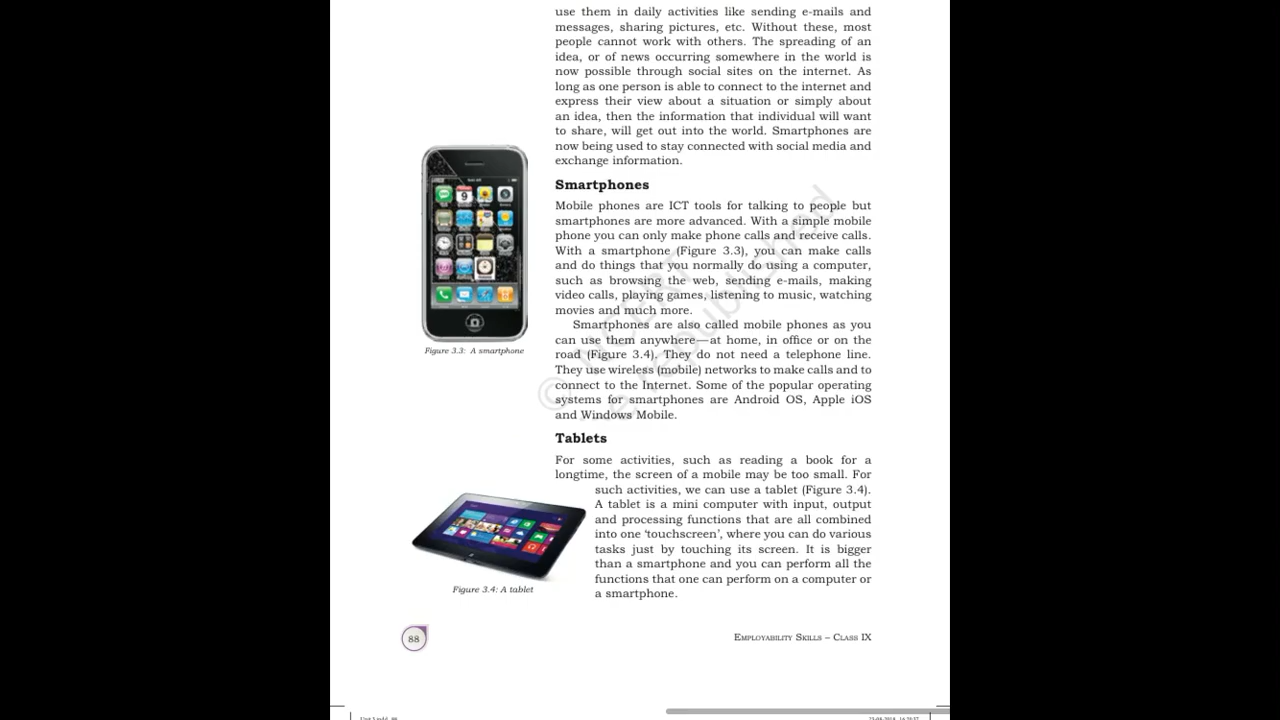 use them in daily activities like sending e-mails and
messages, sharing pictures, etc. Without these, most
people cannot work with others. The spreading of an
idea, or of news occurring somewhere in the world is
now possible through social sites on the internet. As
long as one person is able to connect to the internet and
express their view about a situation or simply about
an idea, then the information that individual will want
to share, will get out into the world. Smartphones are
now being used to stay connected with social media and
exchange information.
Smartphones
Mobile phones are ICT tools for talking to people but
smartphones are more advanced. With a simple mobile
phone you can only make phone calls and receive calls.
With a smartphone (Figure 3.3), you can make calls
and do things that you normally do using a computer,
such as browsing the web, sending e-mails, making
video calls, playing games, listening to music, watching
movies and much more.
Figure 3.3: A smartphone
Smartphones are also called mobile phones as you
can use them anywhere—at home, in office or on the
road (Figure 3.4). They do not need a telephone line.
They use wireless (mobile) networks to make calls and to
connect to the Internet. Some of the popular operating
systems for smartphones are Android OS, Apple iOS
and Windows Mobile.
Tablets
For some activities, such as reading a book for a
longtime, the screen of a mobile may be too small. For
such activities, we can use a tablet (Figure 3.4).
A tablet is a mini computer with input, output
and processing functions that are all combined
into one ‘touchscreen’, where you can do various
tasks just by touching its screen. It is bigger
than a smartphone and you can perform all the
functions that one can perform on a computer or
a smartphone.
Figure 3.4: A tablet
88
Employability Skills – Class IX
© NCERT
republished